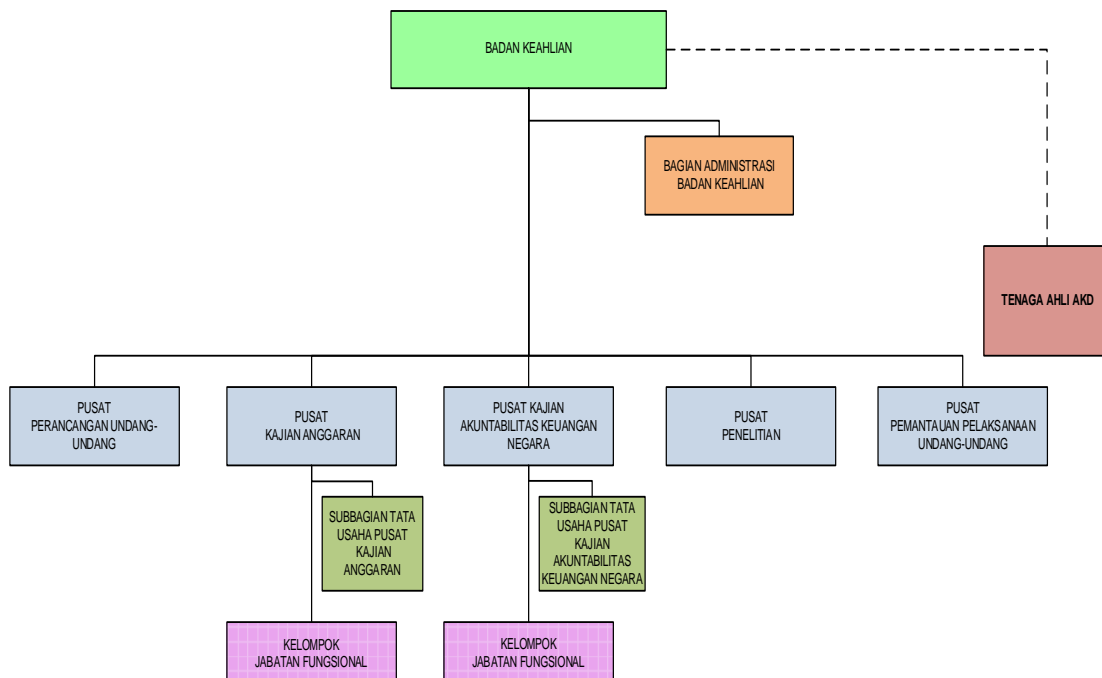 BADAN KEAHLIAN
BAGIAN ADMINISTRASI
BADAN KEAHLIAN
TENAGA AHLI AKD
PUSAT
PERANCANGAN UNDANG-
UNDANG
PUSAT
KAJIAN ANGGARAN
PUSAT KAJIAN
AKUNTABILITAS KEUANGAN
NEGARA
PUSAT
PENELITIAN
PUSAT
PEMANTAUAN PELAKSANAAN
UNDANG-UNDANG
SUBBAGIAN TATA
USAHA PUSAT
KAJIAN
ANGGARAN
SUBBAGIAN TATA
USAHA PUSAT
KAJIAN
AKUNTABILITAS
KEUANGAN NEGARA
KELOMPOK
JABATAN FUNGSIONAL
KELOMPOK
JABATAN FUNGSIONAL